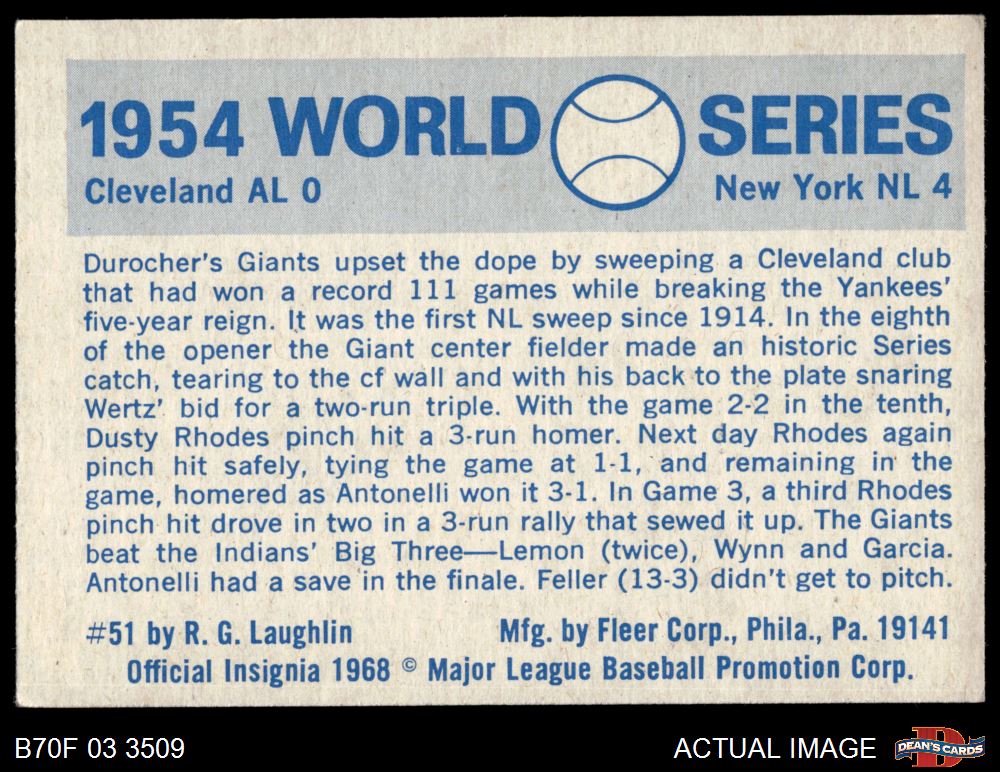 1954 WORLD SERIES
Cleveland AL 0 New York NL 4
Durocher's Giants upset the dope by sweeping a Cleveland club
that had won a record 111 games while breaking the Yankees'
five-year reign. It was the first NL sweep since 1914. In the eighth
of the opener the Giant center fielder made an historic Series
catch, tearing to the cf wall and with his back to the plate snaring
Wertz' bid for a two-run triple. With the game 2-2 in the tenth,
Dusty Rhodes pinch hit a 3-run homer. Next day Rhodes again
pinch hit safely, tying the game at 1-1, and remaining in the
game, homered as Antonelli won it 3-1. In Game 3, a third Rhodes
pinch hit drove in two in a 3-run rally that sewed it up. The Giants
beat the Indians' Big Three—Lemon (twice), Wynn and Garcia.
Antonelli had a save in the finale. Feller (13-3) didn't get to pitch.
#51 by R. G. Laughlin Mfg. by Fleer Corp., Phila., Pa. 19141
Official Insignia 1968 © Major League Baseball Promotion Corp.
B70F 03 3509 ACTUAL IMAGE DEAN'S CARDS